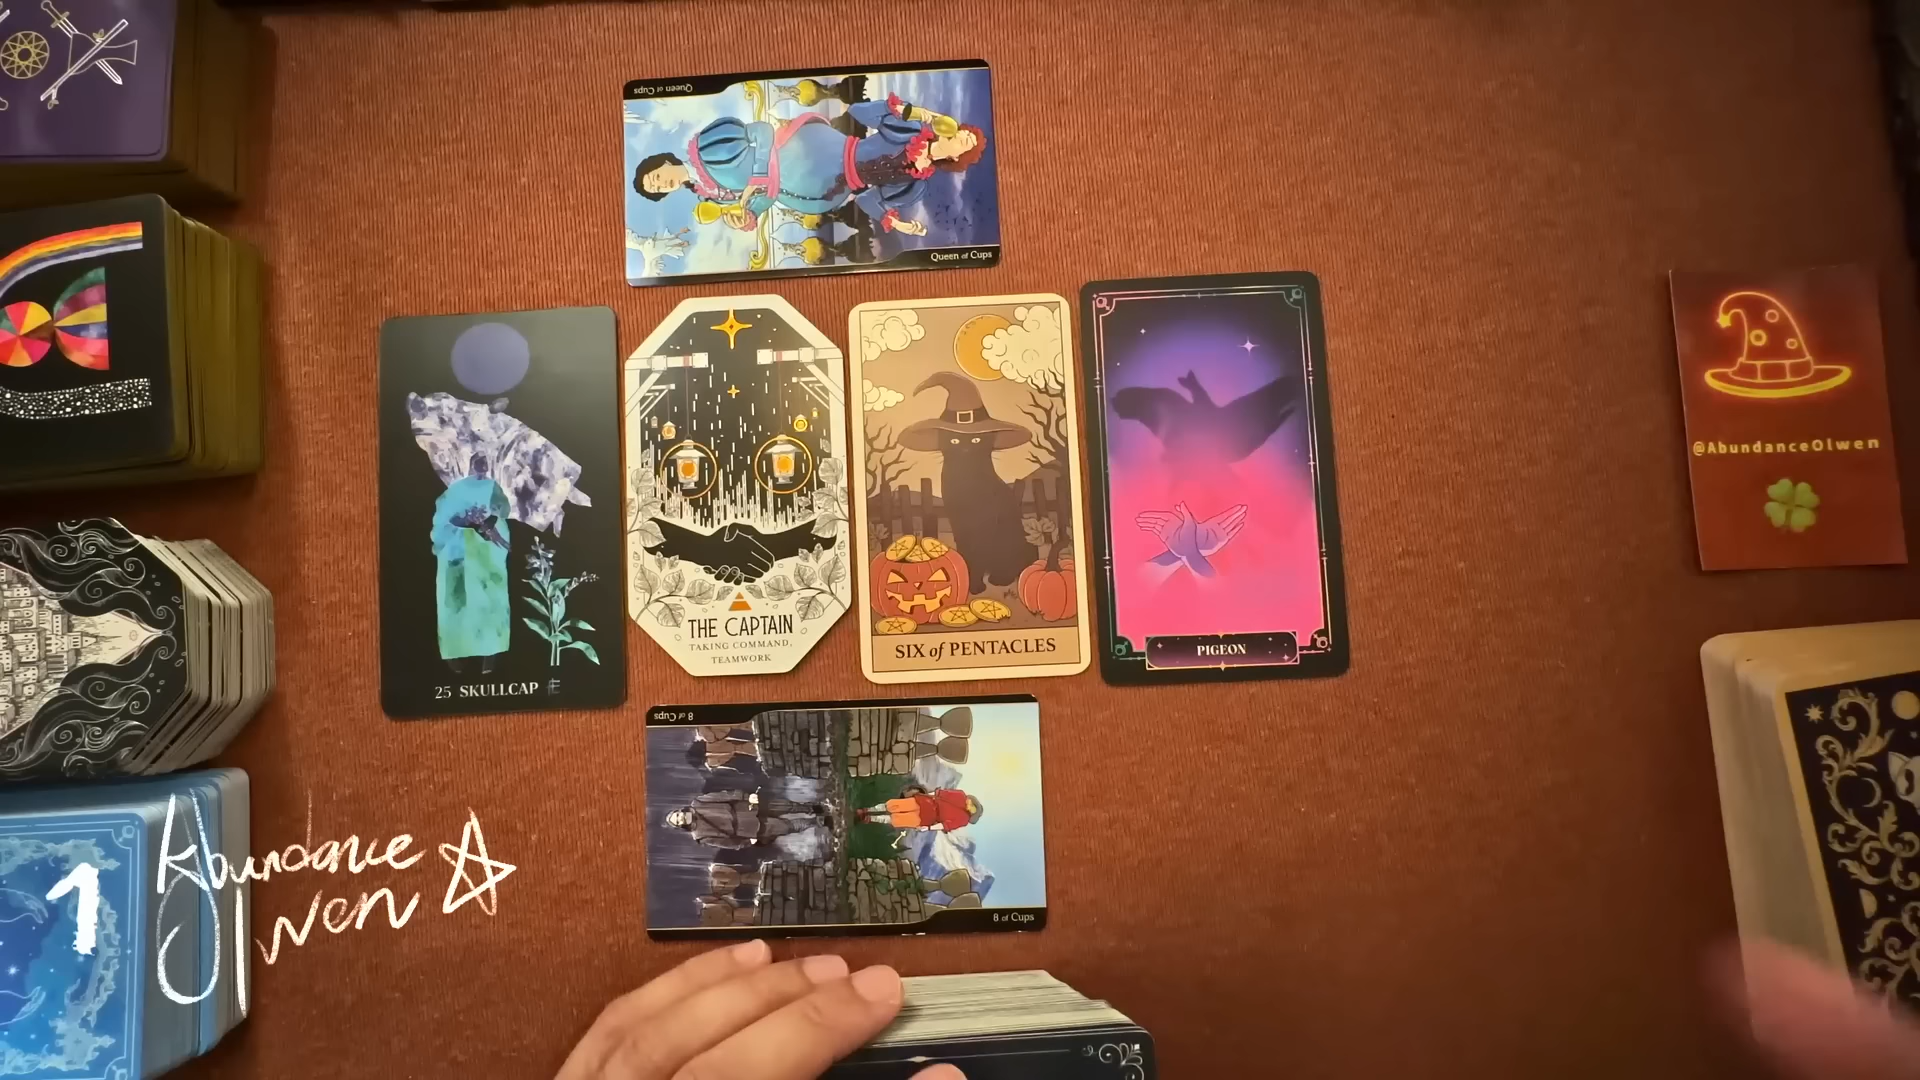 Queen of Cups
Queen of Cups
25 SKULLCAP
THE CAPTAIN
TAKING COMMAND,
TEAMWORK
SIX of PENTACLES
PIGEON
@AbundanceOlwen
8 of Cups
8 of Cups
1
Abundance
Olwen